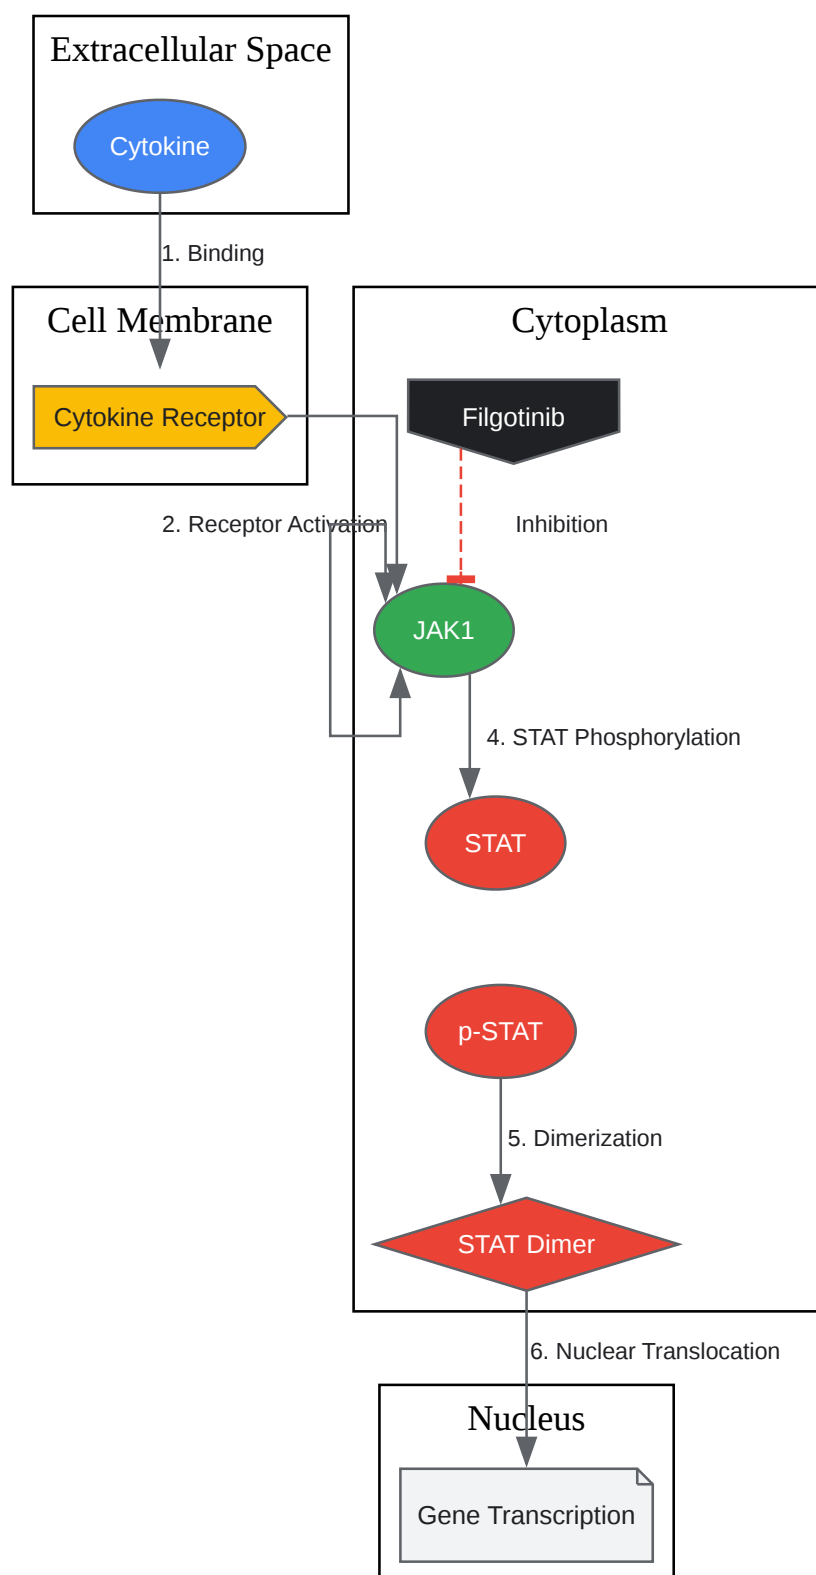 Extracellular Space
Cytokine
1. Binding
Cell Membrane
Cytoplasm
Cytokine Receptor
Filgotinib
2. Receptor Activation
Inhibition
JAK1
4. STAT Phosphorylation
STAT
p-STAT
5. Dimerization
STAT Dimer
6. Nuclear Translocation
Nucleus
Gene Transcription